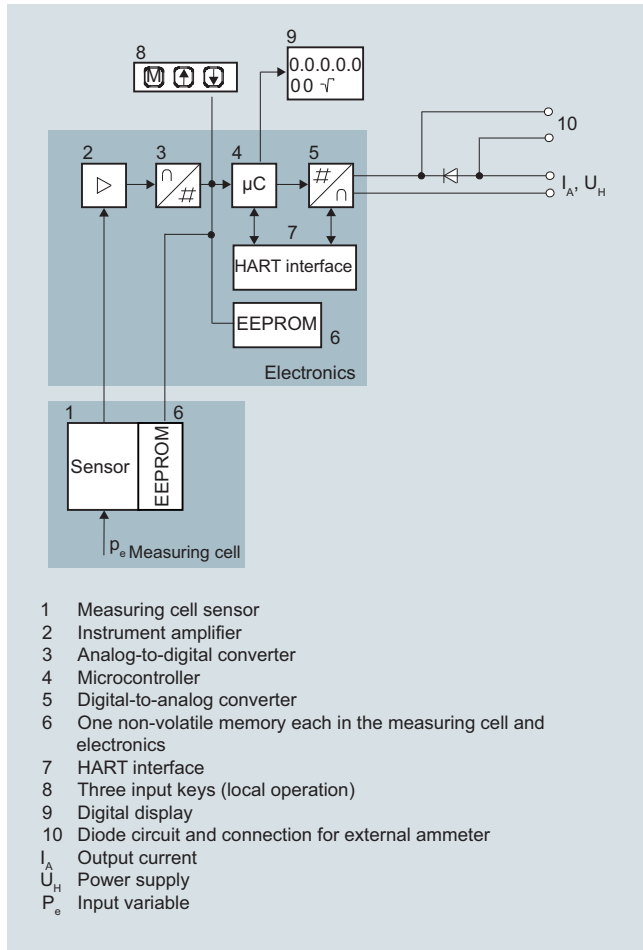 8
M
9
0.0.0.0.0
00 √
10
2
3
4
5
# 
µC
#
I_A, U_H
7
HART interface
EEPROM
6
Electronics
1
6
Sensor
EEPROM
p_e Measuring cell
1 Measuring cell sensor
2 Instrument amplifier
3 Analog-to-digital converter
4 Microcontroller
5 Digital-to-analog converter
6 One non-volatile memory each in the measuring cell and
electronics
7 HART interface
8 Three input keys (local operation)
9 Digital display
10 Diode circuit and connection for external ammeter
I_A Output current
U_H Power supply
P_e Input variable